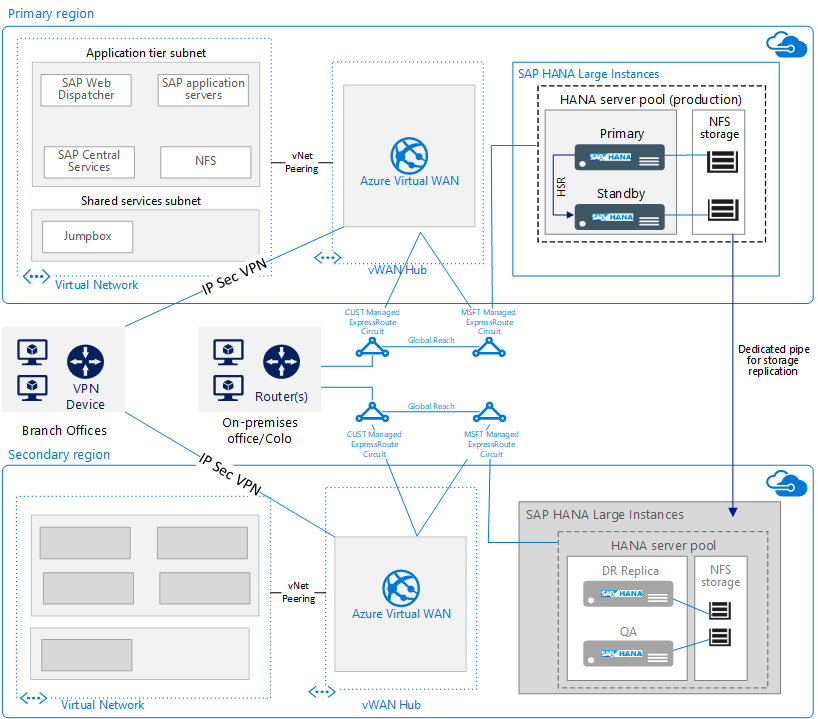 Primary region
Application tier subnet
SAP Web
Dispatcher
SAP application
servers
SAP Central
Services
NFS
Shared services subnet
Jumpbox
Virtual Network
vNet
Peering
Azure Virtual WAN
vWAN Hub
SAP HANA Large Instances
HANA server pool (production)
Primary
SAP HANA
HSR
Standby
SAP HANA
NFS
storage
IP Sec VPN
CUST Managed
ExpressRoute
Circuit
MSFT Managed
ExpressRoute
Circuit
Global Reach
VPN
Device
Branch Offices
Router(s)
On-premises
office/Colo
Global Reach
CUST Managed
ExpressRoute
Circuit
MSFT Managed
ExpressRoute
Circuit
Dedicated pipe
for storage
replication
Secondary region
IP Sec VPN
Virtual Network
vNet
Peering
Azure Virtual WAN
vWAN Hub
SAP HANA Large Instances
HANA server pool
DR Replica
SAP HANA
QA
SAP HANA
NFS
storage